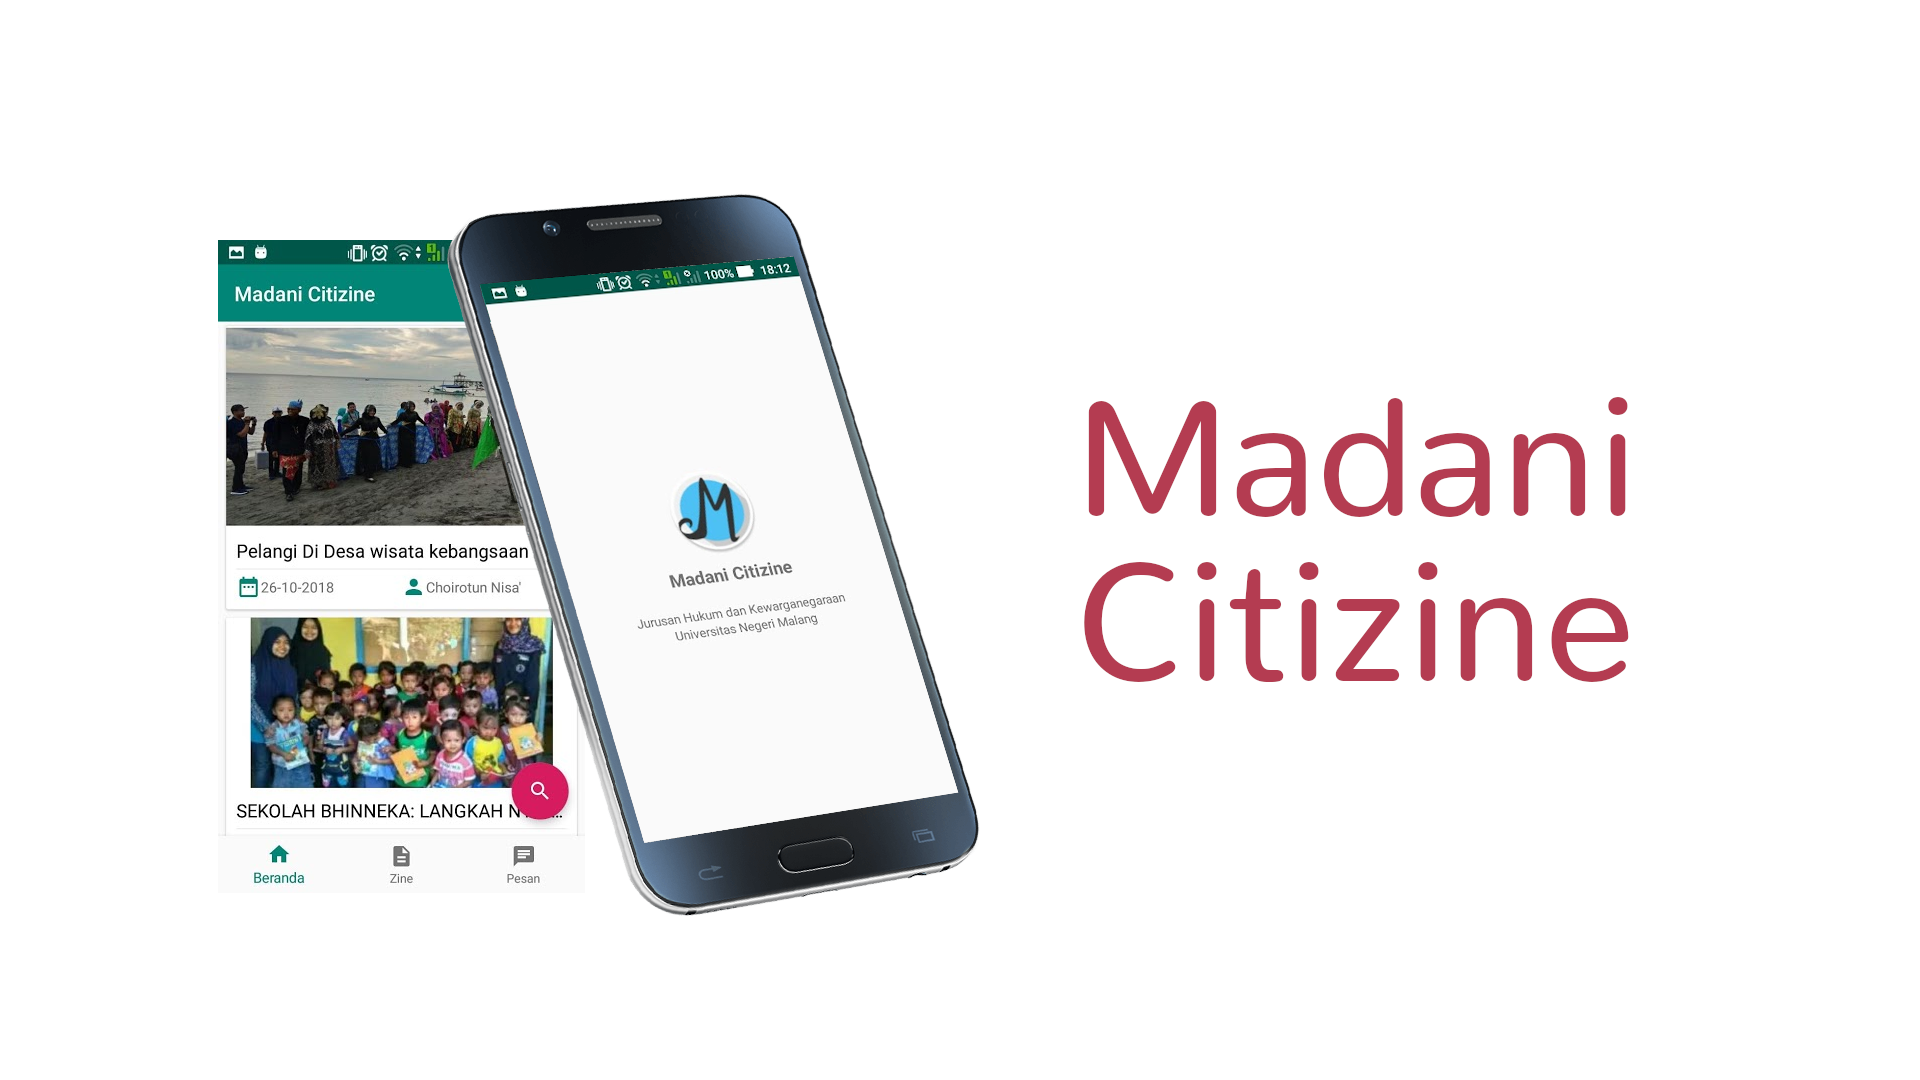 Madani Citizine
Pelangi Di Desa wisata kebangsaan
26-10-2018
Choirotun Nisa'
SEKOLAH BHINNEKA: LANGKAH
Beranda
Zine
Pesan
100% 18:12
M
Madani Citizine
Jurusan Hukum dan Kewarganegaraan
Universitas Negeri Malang
Madani
Citizine